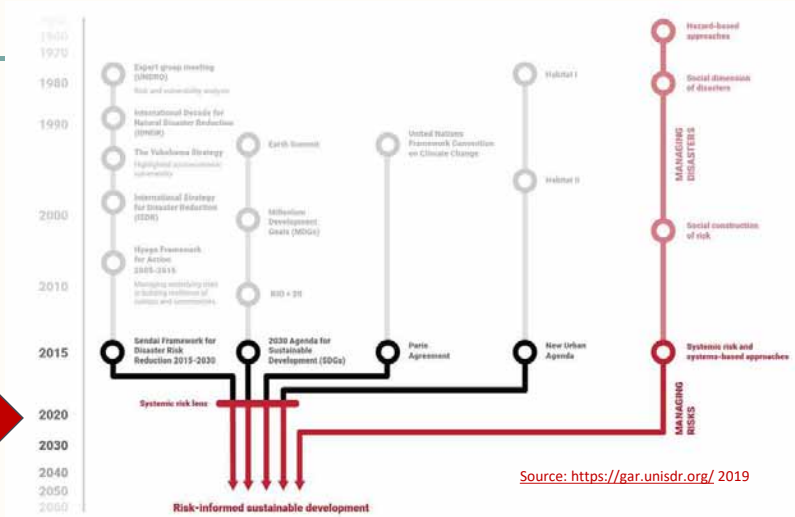 1960
1970
1980
1990
2000
2010
2015
2020
2030
2040
2050
2060
Expert group meeting
(UNDRO)
Risk and vulnerability analysis
International Decade for
Natural Disaster Reduction
(IDNDR)
The Yokohama Strategy
Highlighted socioeconomic
vulnerability
International Strategy
for Disaster Reduction
(ISDR)
Hyogo Framework
for Action
2005-2015
Managing underlying risks
Sendai Framework for
Disaster Risk
Reduction 2015-2030
Earth Summit
Millenium
Development
Goals (MDGs)
RIO + 20
2030 Agenda for
Sustainable
Development (SDGs)
United Nations
Framework Convention
on Climate Change
Paris
Agreement
Habitat I
Habitat II
New Urban
Agenda
Hazard-based
approaches
Social dimension
of disasters
MANAGING
DISASTERS
Social construction
of risk
Systemic risk and
systems-based approaches
MANAGING
RISKS
Systemic risk lens
Risk-informed sustainable development
Source: https://gar.unisdr.org/ 2019